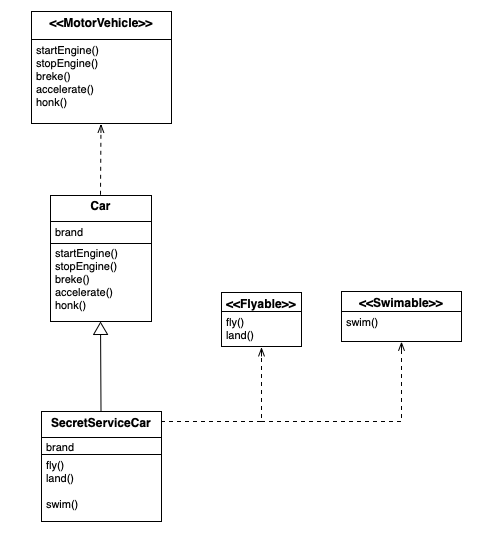 <<MotorVehicle>>
startEngine()
stopEngine()
breke()
accelerate()
honk()
Car
brand
startEngine()
stopEngine()
breke()
accelerate()
honk()
<<Flyable>>
fly()
land()
<<Swimable>>
swim()
SecretServiceCar
brand
fly()
land()
swim()